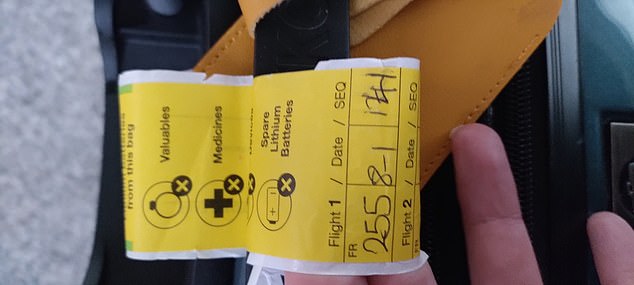 from this bag
Valuables
Medicines
Spare
Lithium
Batteries
Flight 1 / Date / SEQ
FR 255 8-1
Flight 2 / Date / SEQ